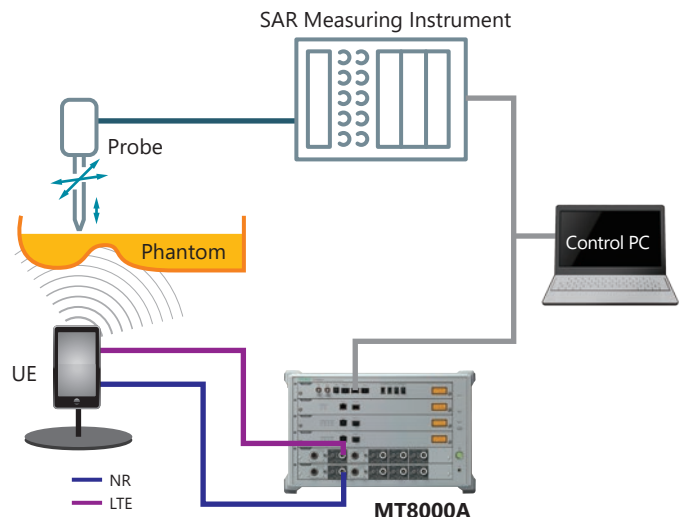 SAR Measuring Instrument
Probe
Phantom
Control PC
UE
NR
LTE
MT8000A